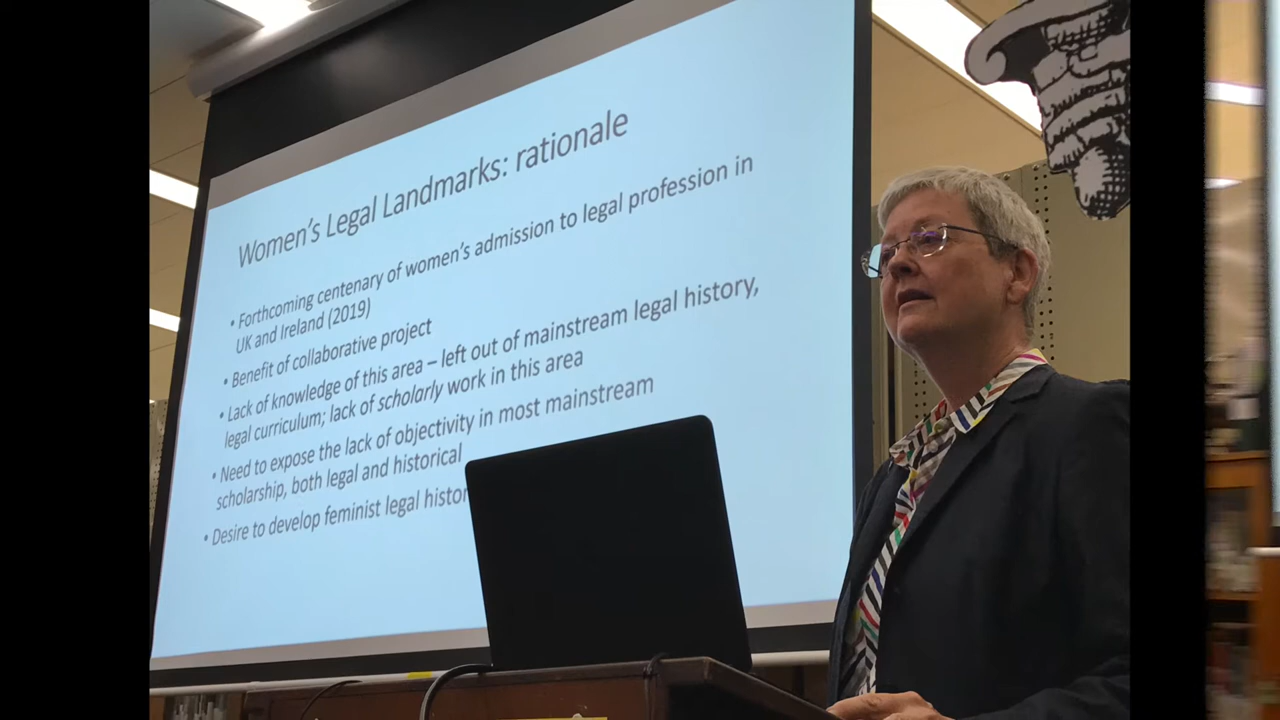 Women's Legal Landmarks: rationale
• Forthcoming centenary of women's admission to legal profession in
UK and Ireland (2019)
• Benefit of collaborative project
• Lack of knowledge of this area – left out of mainstream legal history,
legal curriculum; lack of scholarly work in this area
• Need to expose the lack of objectivity in most mainstream
scholarship, both legal and historical
• Desire to develop feminist legal histor